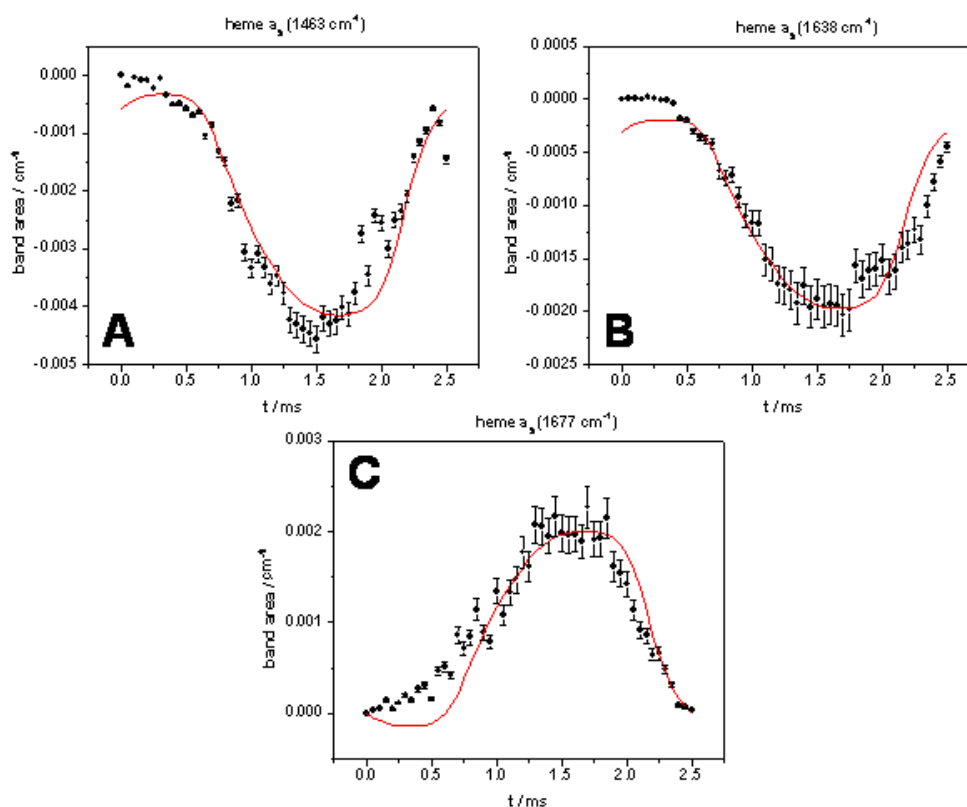 heme a₃ (1463 cm⁻¹)
0.000
-0.001
-0.002
-0.003
-0.004
-0.005
band area / cm⁻¹
A
0.0 0.5 1.0 1.5 2.0 2.5
t / ms
heme a₃ (1638 cm⁻¹)
0.0005
0.0000
-0.0005
-0.0010
-0.0015
-0.0020
-0.0025
band area / cm⁻¹
B
0.0 0.5 1.0 1.5 2.0 2.5
t / ms
heme a₃ (1677 cm⁻¹)
0.003
0.002
0.001
0.000
band area / cm⁻¹
C
0.0 0.5 1.0 1.5 2.0 2.5
t / ms